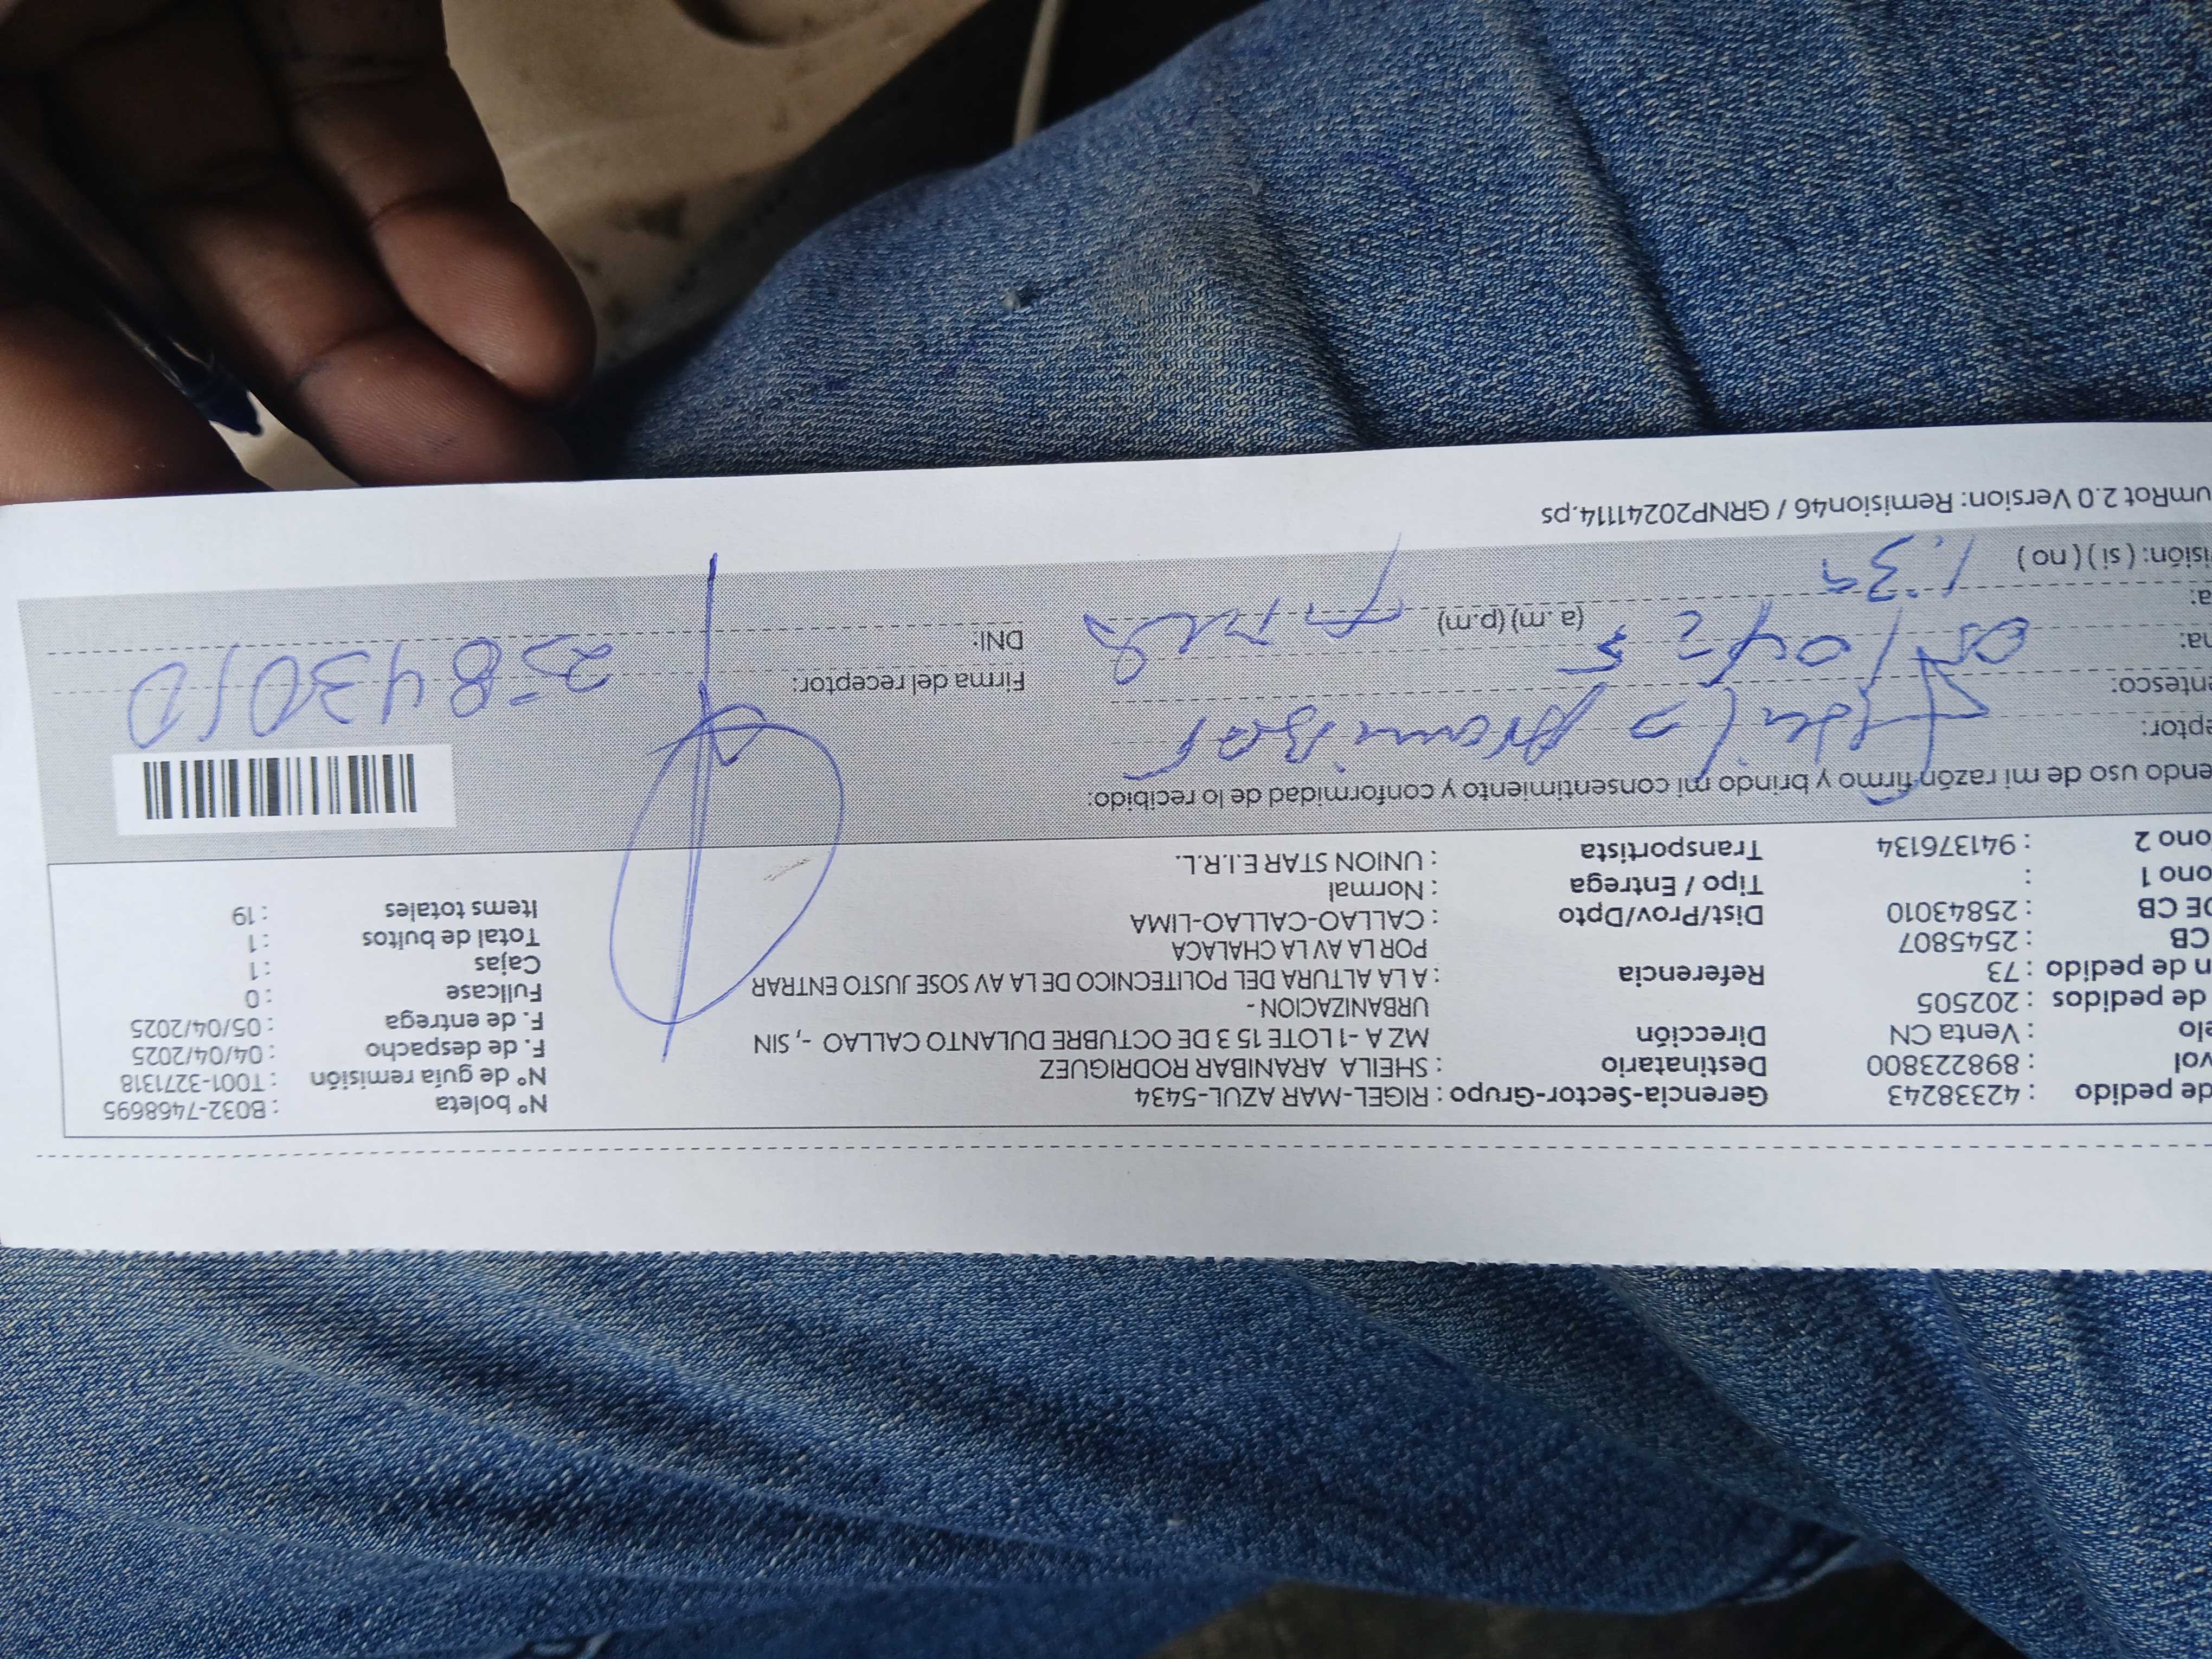 de pedido : 42338243 Gerencia-Sector-Grupo : RIGEL-MAR AZUL-5434 N° boleta : B032-7468695
vol : 898223800 Destinatario : SHEILA ARANIBAR RODRIGUEZ N° de guía remisión : T001-3271318
elo : Venta CN Dirección MZ A -1 LOTE 15 3 DE OCTUBRE DULANTO CALLAO -, SIN F. de despacho : 04/04/2025
de pedidos : 202505 URBANIZACION - F. de entrega : 05/04/2025
n de pedido : 73 Referencia : A LA ALTURA DEL POLITECNICO DE LA AV SOSE JUSTO ENTRAR Fullcase : 0
CB : 2545807 POR LA AV LA CHALACA Cajas : 1
DE CB : 25843010 Dist/Prov/Dpto : CALLAO-CALLAO-LIMA Total de bultos : 1
ono 1 : Tipo / Entrega : Normal Items totales : 19
ono 2 : 941376134 Transportista : UNION STAR E.I.R.L.
endo uso de mi razón firmo y brindo mi consentimiento y conformidad de lo recibido:
eptor: Aranibar
entesco: Firma del receptor: 25843010
na: 05/04/25 DNI:
a: (a.m) (p.m)
isión: ( si ) ( no )
umRot 2.0 Version: Remision46 / GRNP20241114.ps